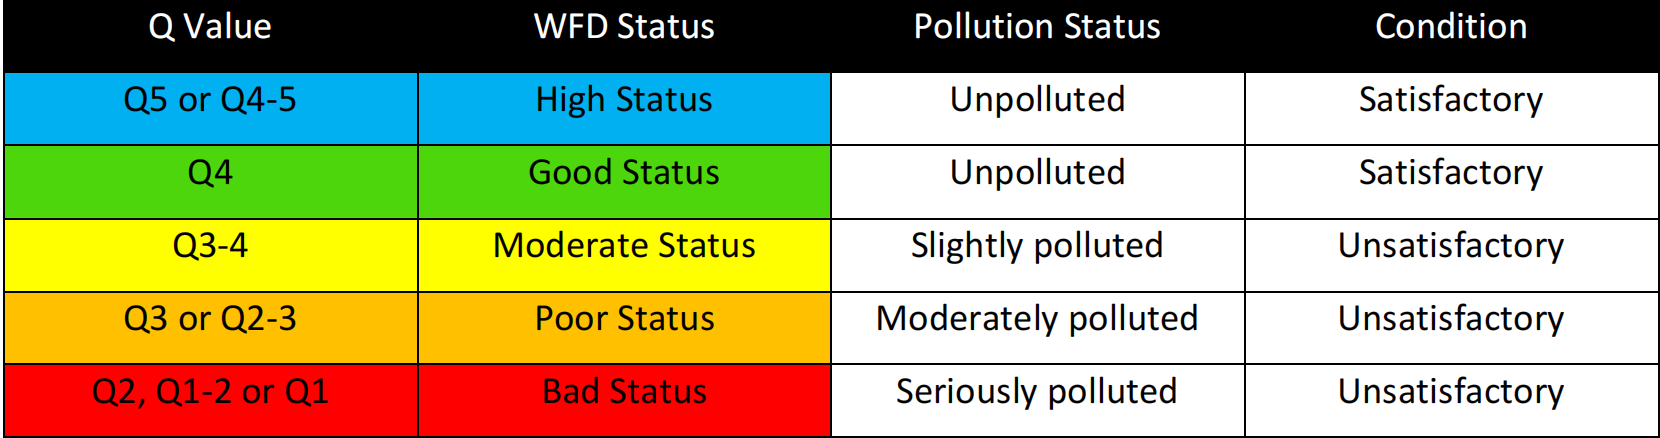 Q Value WFD Status Pollution Status Condition
Q5 or Q4-5 High Status Unpolluted Satisfactory
Q4 Good Status Unpolluted Satisfactory
Q3-4 Moderate Status Slightly polluted Unsatisfactory
Q3 or Q2-3 Poor Status Moderately polluted Unsatisfactory
Q2, Q1-2 or Q1 Bad Status Seriously polluted Unsatisfactory